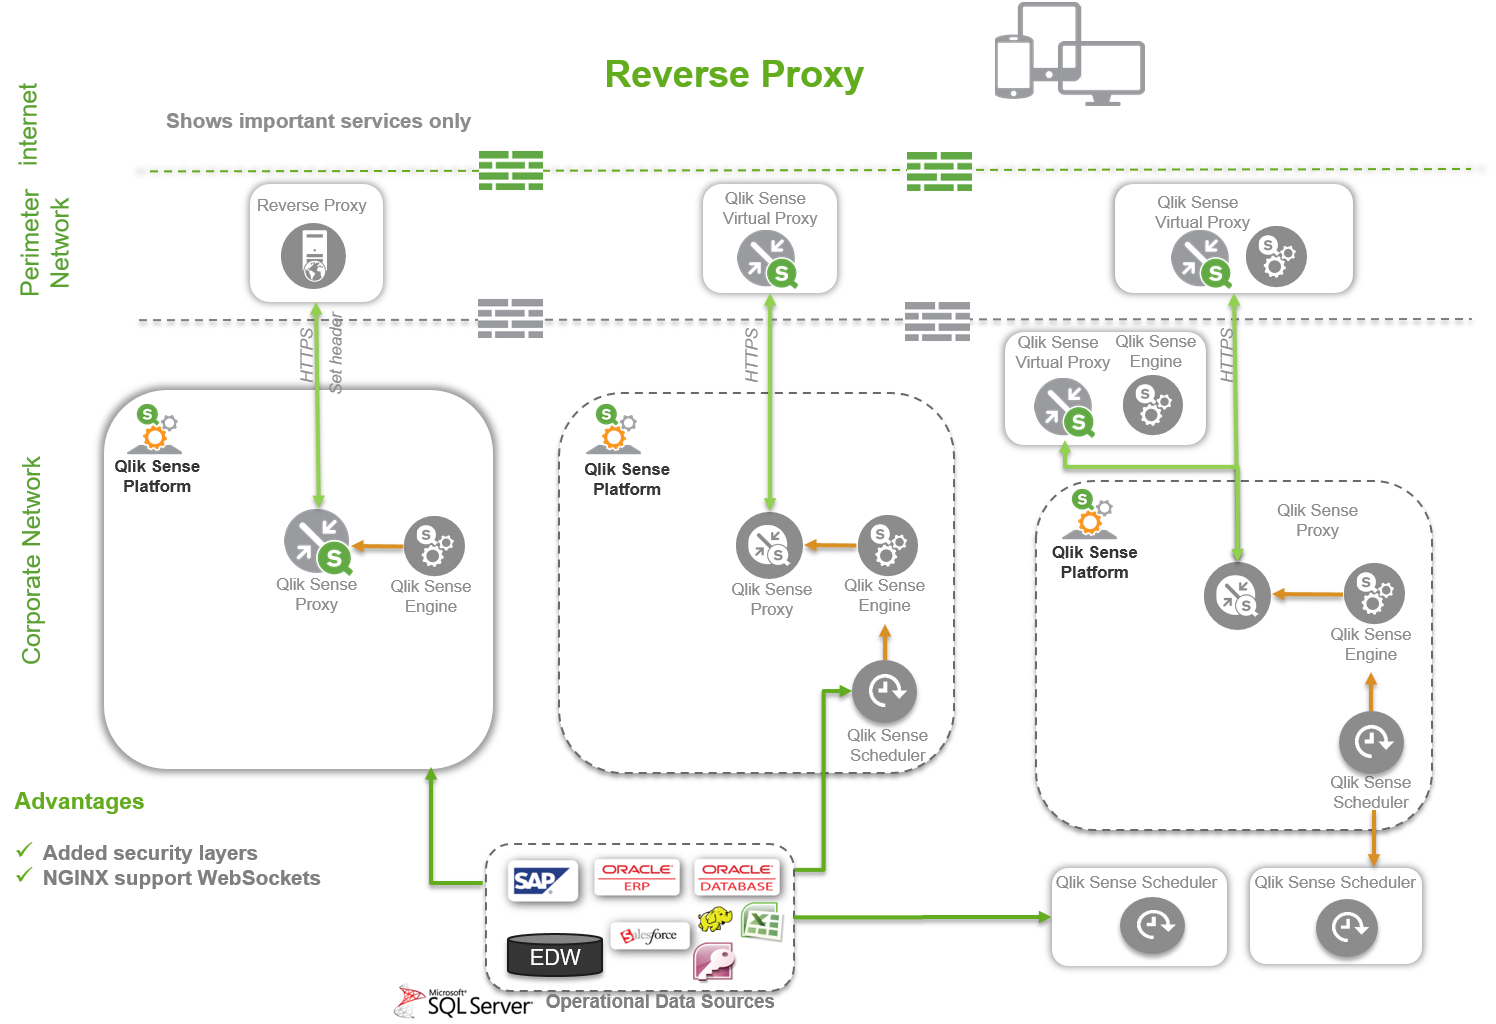 Reverse Proxy
Shows important services only
internet
Perimeter
Network
Corporate Network
Reverse Proxy
Qlik Sense
Virtual Proxy
S
Qlik Sense
Virtual Proxy
S
S
HTTPS
Set header
HTTPS
HTTPS
Qlik Sense
Virtual Proxy
S
Qlik Sense
Engine
S
S
Qlik Sense
Platform
S
Qlik Sense
Proxy
S
Qlik Sense
Engine
S
Qlik Sense
Platform
S
Qlik Sense
Proxy
S
Qlik Sense
Engine
Qlik Sense
Scheduler
S
Qlik Sense
Platform
Qlik Sense
Proxy
S
S
Qlik Sense
Engine
Qlik Sense
Scheduler
Qlik Sense Scheduler
Qlik Sense Scheduler
Advantages
✓ Added security layers
✓ NGINX support WebSockets
SAP
ORACLE
ERP
ORACLE
DATABASE
EDW
salesforce
Microsoft®
SQL Server®
Operational Data Sources